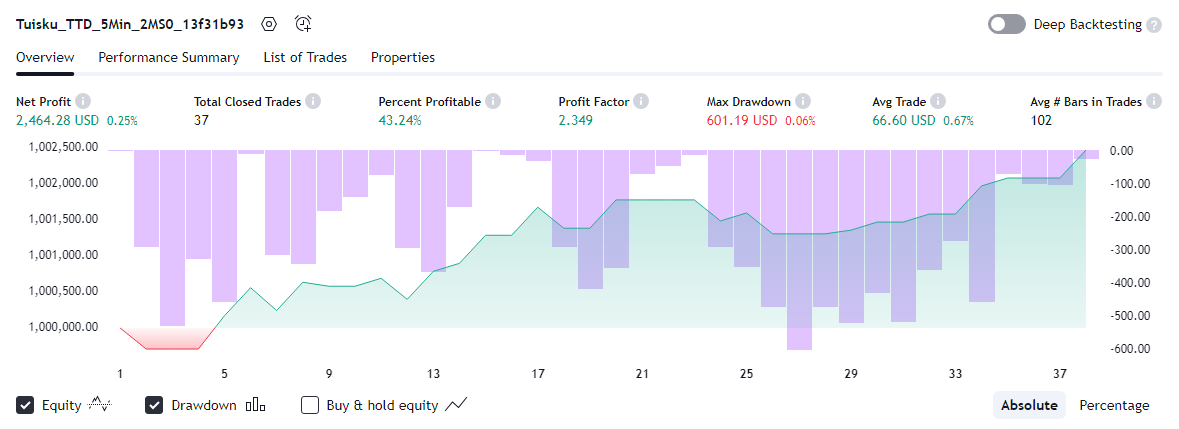 Tuisku_TTD_5Min_2MS0_13f31b93 Deep Backtesting ?
Overview Performance Summary List of Trades Properties
Net Profit i Total Closed Trades i Percent Profitable i Profit Factor i Max Drawdown i Avg Trade i Avg # Bars in Trades i
2,464.28 USD 0.25% 37 43.24% 2.349 601.19 USD 0.06% 66.60 USD 0.67% 102
1,002,500.00 0.00
1,002,000.00 -100.00
1,001,500.00 -200.00
1,001,000.00 -300.00
1,000,500.00 -400.00
1,000,000.00 -500.00
-600.00
1 5 9 13 17 21 25 29 33 37
Equity Drawdown Buy & hold equity Absolute Percentage